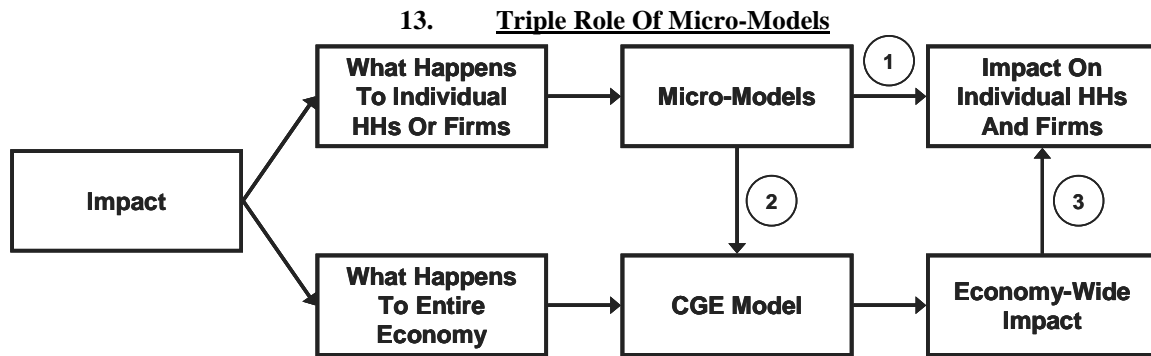 13. Triple Role Of Micro-Models
What Happens
To Individual
HHs Or Firms
Micro-Models
1
Impact On
Individual HHs
And Firms
Impact
2
3
What Happens
To Entire
Economy
CGE Model
Economy-Wide
Impact